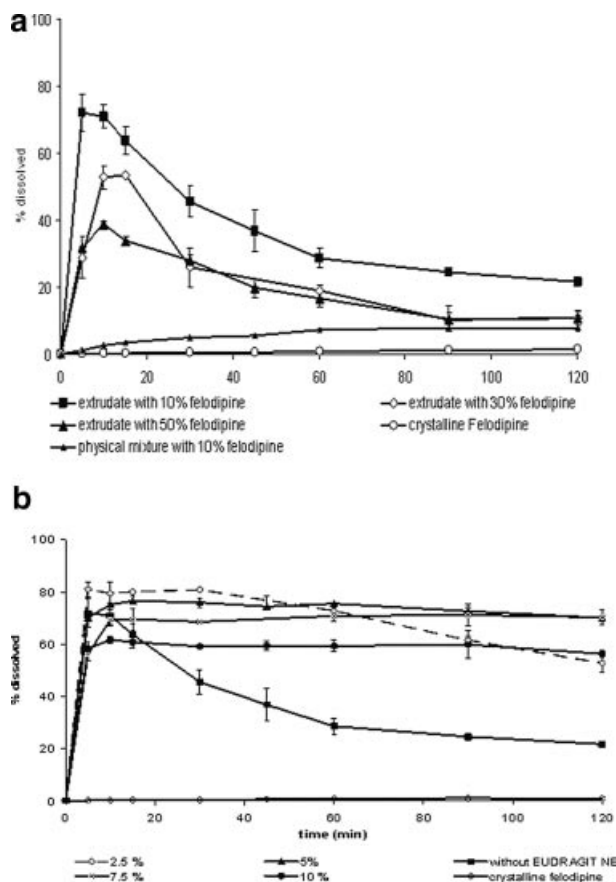 a
100
80
60
40
20
0
% dissolved
0 20 40 60 80 100 120
extrudate with 10% felodipine
extrudate with 30% felodipine
extrudate with 50% felodipine
crystalline Felodipine
physical mixture with 10% felodipine
b
100
80
60
40
20
0
% dissolved
0 20 40 60 80 100 120
time (min)
2.5 %
5%
without EUDRAGIT NE
7.5 %
10 %
crystalline felodipine